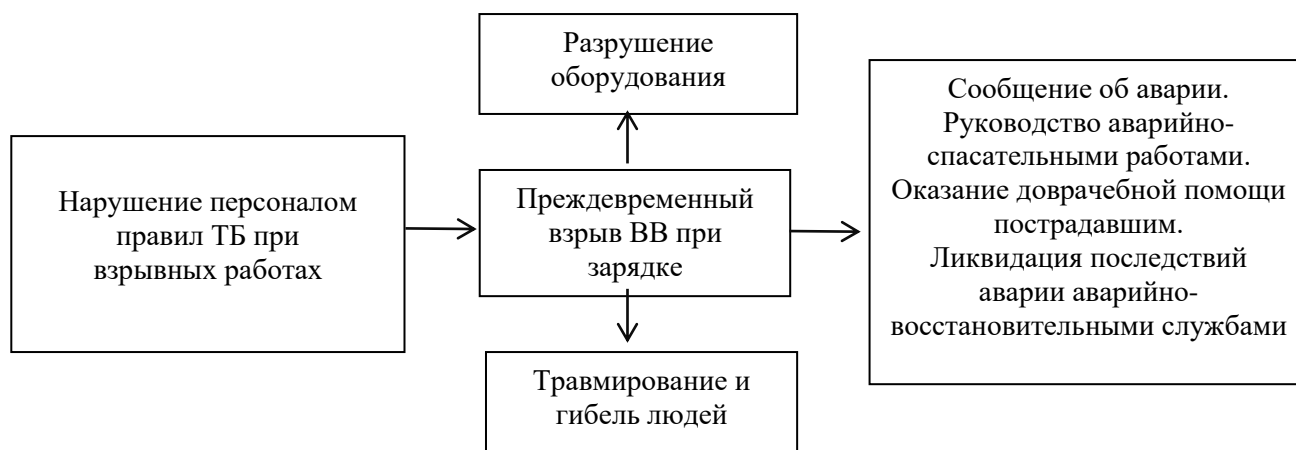 Разрушение
оборудования
Нарушение персоналом
правил ТБ при
взрывных работах
Преждевременный
взрыв ВВ при
зарядке
Сообщение об аварии.
Руководство аварийно-
спасательными работами.
Оказание доврачебной помощи
пострадавшим.
Ликвидация последствий
аварии аварийно-
восстановительными службами
Травмирование и
гибель людей